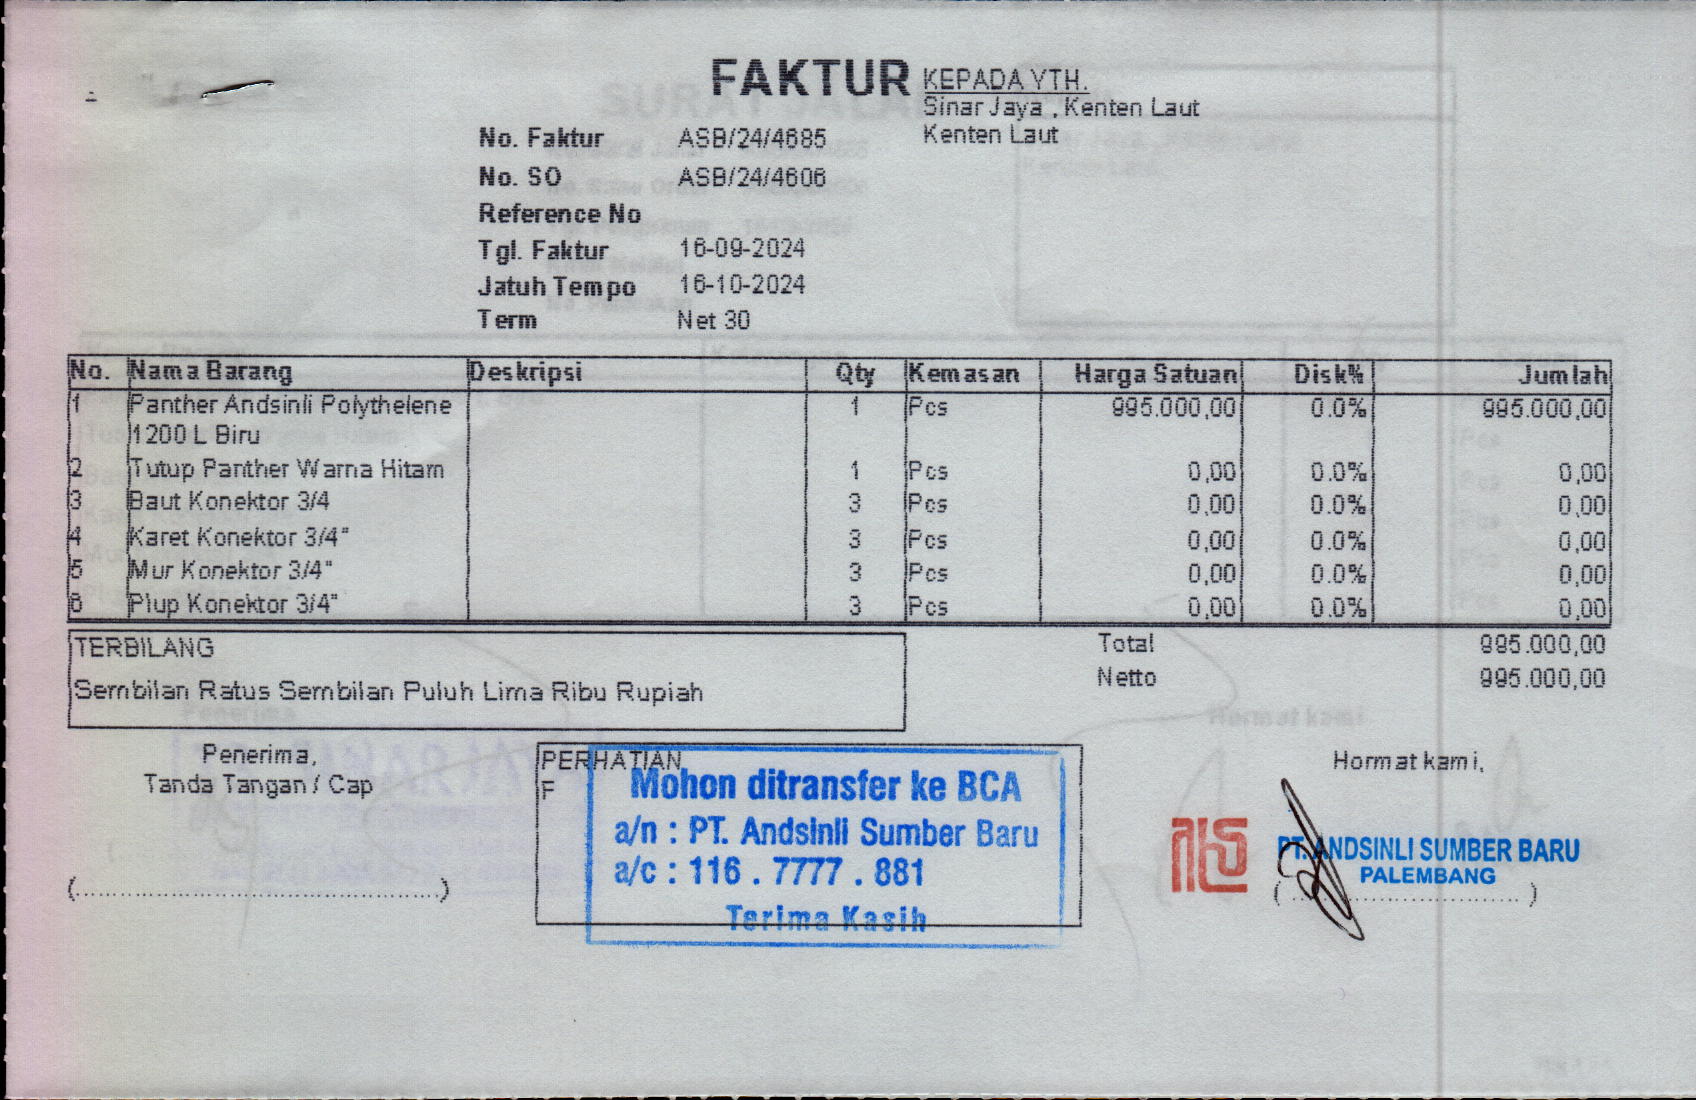 FAKTUR
KEPADA YTH.
Sinar Jaya , Kenten Laut
Kenten Laut
No. Faktur ASB/24/4685
No. SO ASB/24/4606
Reference No
Tgl. Faktur 16-09-2024
Jatuh Tempo 16-10-2024
Term Net 30
No. Nama Barang Deskripsi Qty Kemasan Harga Satuan Disk% Jumlah
1 Panther Andsinli Polythelene 1 Pcs 995.000,00 0.0% 995.000,00
1200 L Biru
2 Tutup Panther Warna Hitam 1 Pcs 0,00 0.0% 0,00
3 Baut Konektor 3/4 3 Pcs 0,00 0.0% 0,00
4 Karet Konektor 3/4" 3 Pcs 0,00 0.0% 0,00
5 Mur Konektor 3/4" 3 Pcs 0,00 0.0% 0,00
6 Plup Konektor 3/4" 3 Pcs 0,00 0.0% 0,00
TERBILANG
Sembilan Ratus Sembilan Puluh Lima Ribu Rupiah
Total 995.000,00
Netto 995.000,00
Penerima,
Tanda Tangan / Cap
(........................................)
PERHATIAN
F
Mohon ditransfer ke BCA
a/n : PT. Andsinli Sumber Baru
a/c : 116 . 7777 . 881
Terima Kasih
Hormat kami,
PT. ANDSINLI SUMBER BARU
PALEMBANG
(........................................)